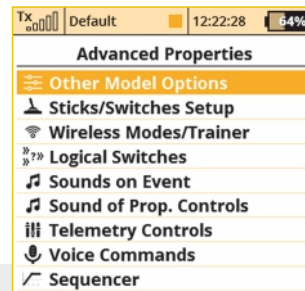 Tx Default 12:22:28 64%
Advanced Properties
Other Model Options
Sticks/Switches Setup
Wireless Modes/Trainer
Logical Switches
Sounds on Event
Sound of Prop. Controls
Telemetry Controls
Voice Commands
Sequencer